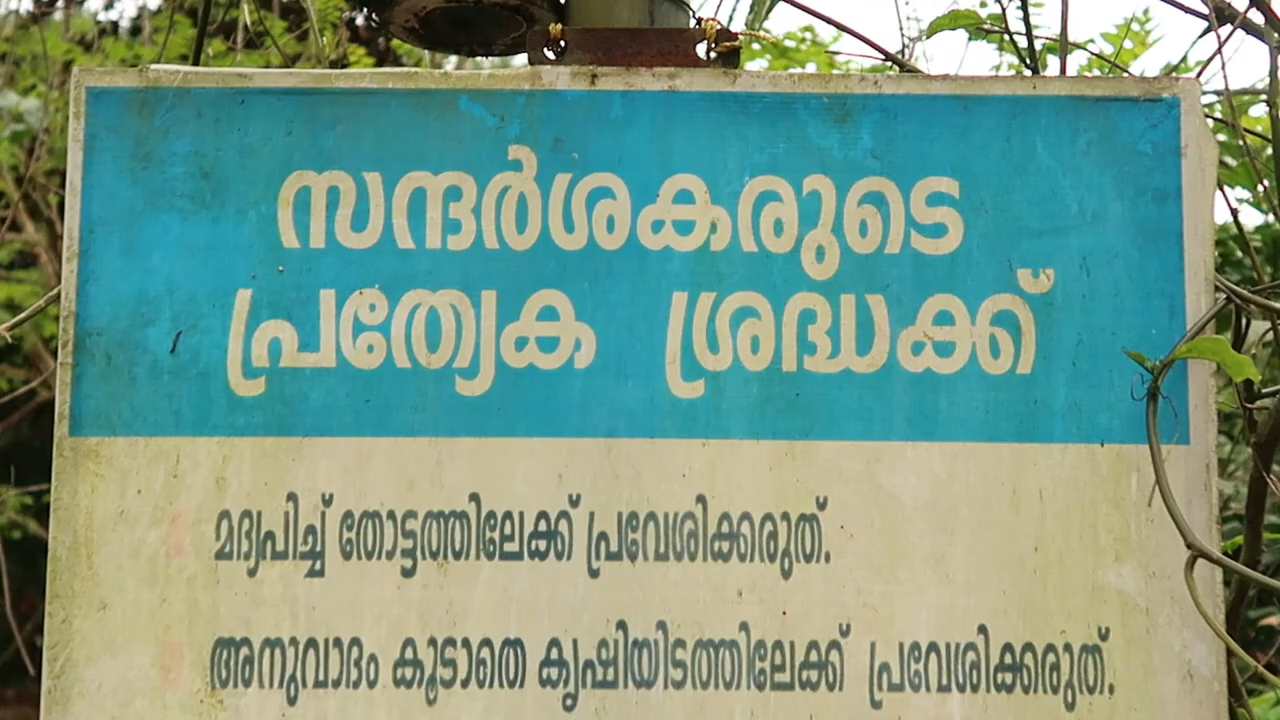 സന്ദർശകരുടെ
പ്രത്യേക ശ്രദ്ധക്ക്
മദ്യപിച്ച് തോട്ടത്തിലേക്ക് പ്രവേശിക്കരുത്.
അനുവാദം കൂടാതെ കൃഷിയിടത്തിലേക്ക് പ്രവേശിക്കരുത്.